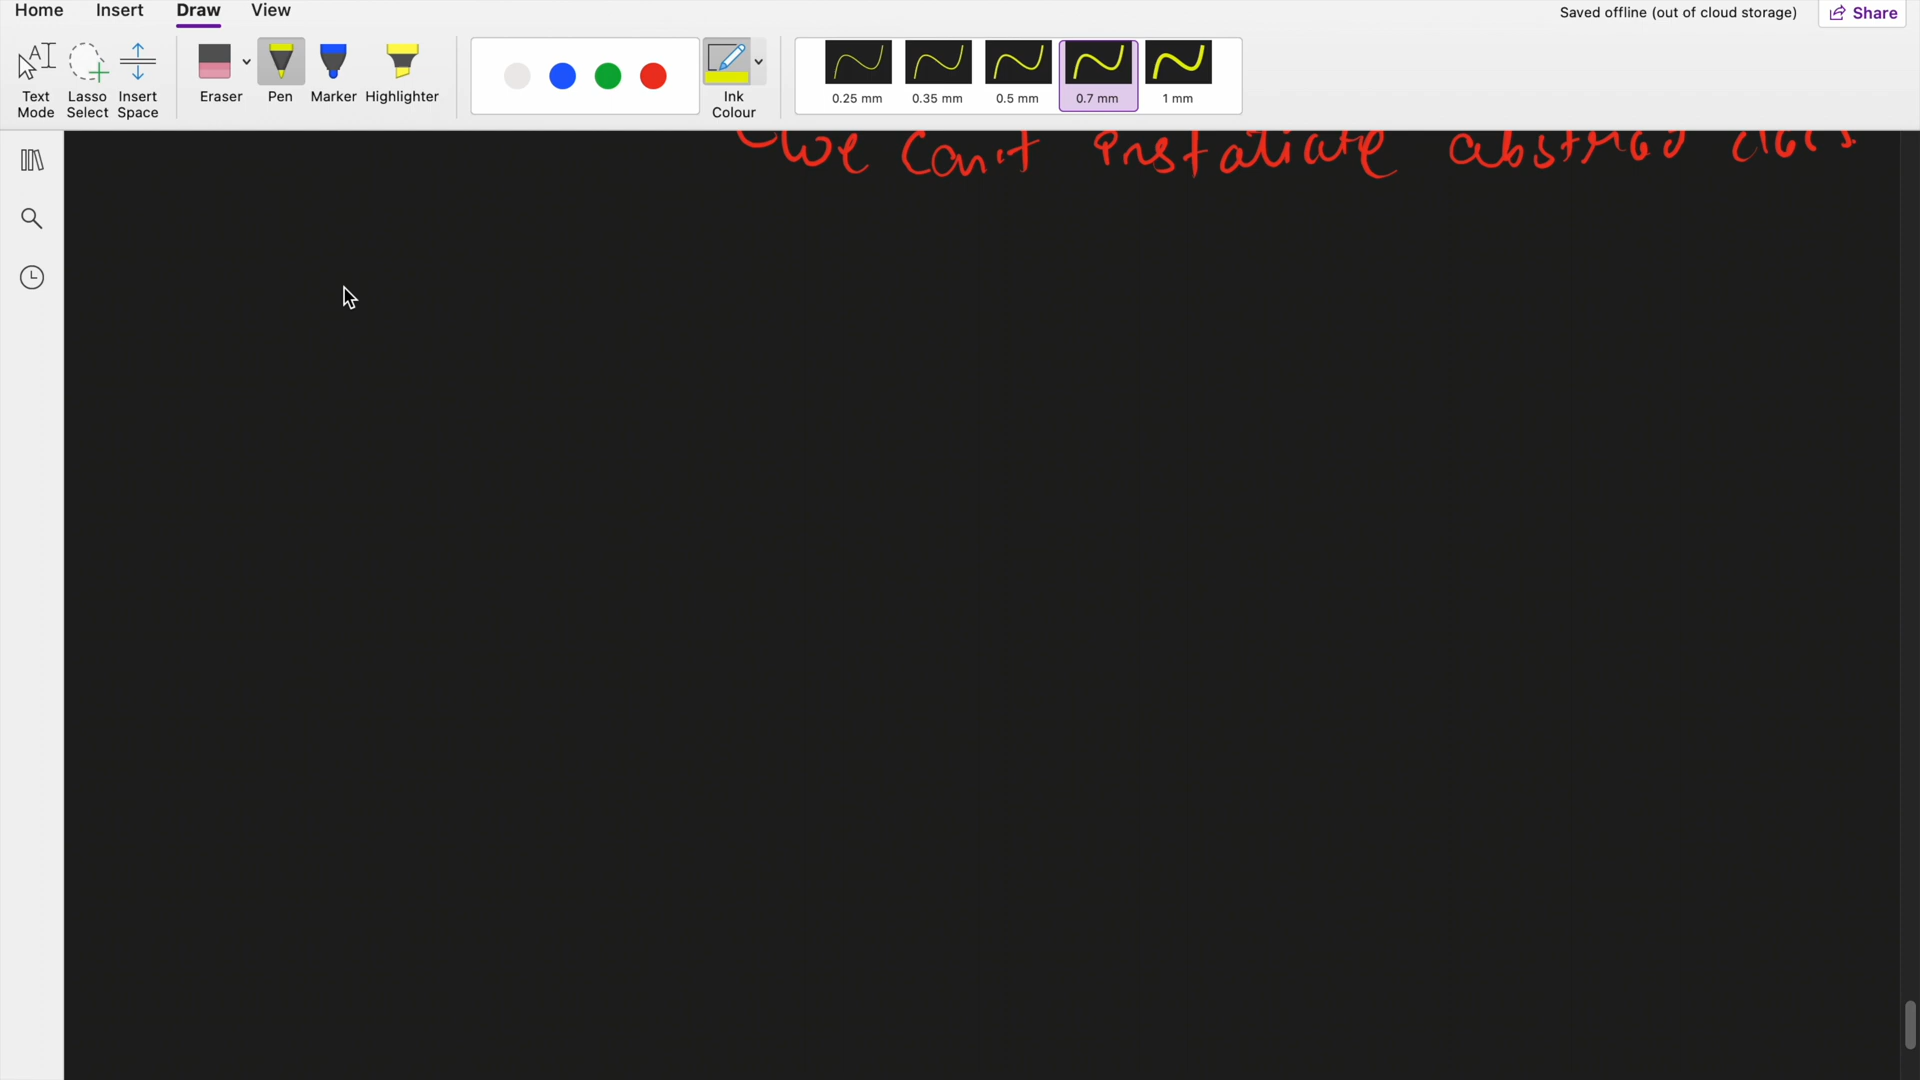 Home Insert Draw View
Saved offline (out of cloud storage)
Share
Text Mode
Lasso Select
Insert Space
Eraser
Pen
Marker
Highlighter
Ink Colour
0.25 mm
0.35 mm
0.5 mm
0.7 mm
1 mm
We can't instatiate abstract class.